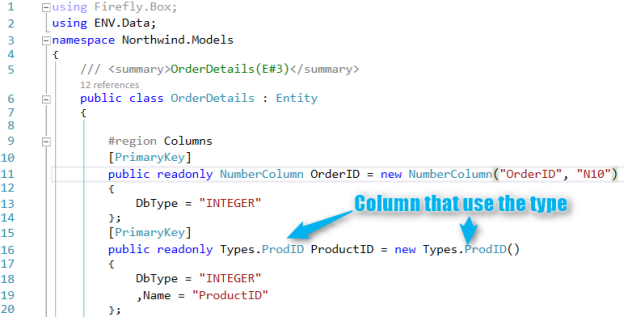 1 using Firefly.Box;
2 using ENV.Data;
3 namespace Northwind.Models
4 {
5 /// <summary>OrderDetails(E#3)</summary>
12 references
6 public class OrderDetails : Entity
7 {
8
9 #region Columns
10 [PrimaryKey]
11 public readonly NumberColumn OrderID = new NumberColumn("OrderID", "N10")
12 {
13 DbType = "INTEGER"
14 };
Column that use the type
15 [PrimaryKey]
16 public readonly Types.ProdID ProductID = new Types.ProdID()
17 {
18 DbType = "INTEGER"
19 ,Name = "ProductID"
20 };